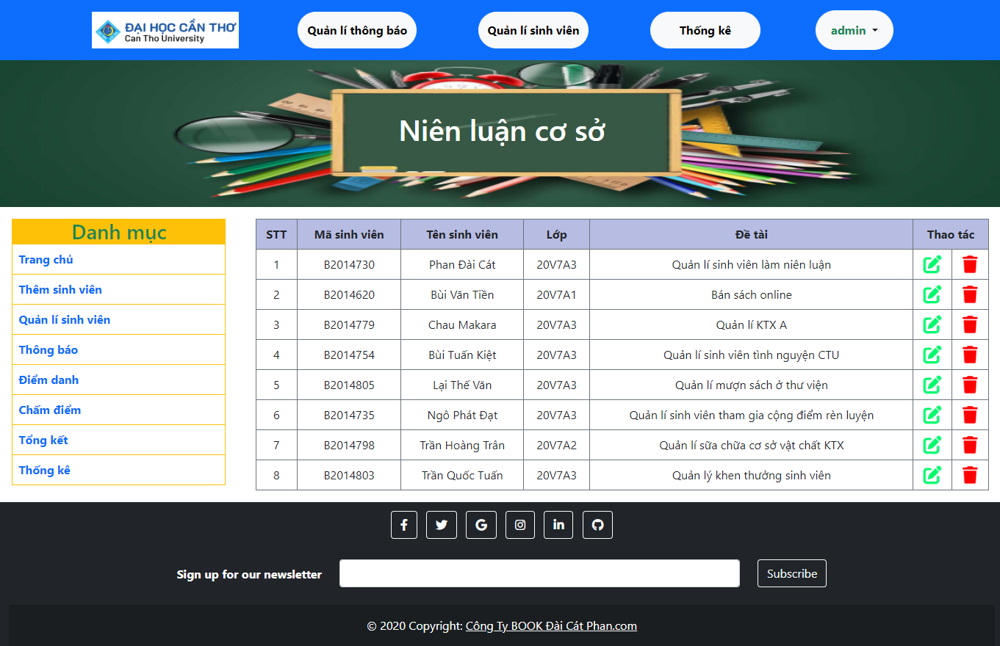 ĐẠI HỌC CẦN THƠ
Can Tho University
Quản lí thông báo
Quản lí sinh viên
Thống kê
admin
Niên luận cơ sở
Danh mục
Trang chủ
Thêm sinh viên
Quản lí sinh viên
Thông báo
Điểm danh
Chấm điểm
Tổng kết
Thống kê
STT Mã sinh viên Tên sinh viên Lớp Đề tài Thao tác
1 B2014730 Phan Đài Cát 20V7A3 Quản lí sinh viên làm niên luận
2 B2014620 Bùi Văn Tiền 20V7A1 Bán sách online
3 B2014779 Chau Makara 20V7A3 Quản lí KTX A
4 B2014754 Bùi Tuấn Kiệt 20V7A3 Quản lí sinh viên tình nguyện CTU
5 B2014805 Lại Thế Văn 20V7A3 Quản lí mượn sách ở thư viện
6 B2014735 Ngô Phát Đạt 20V7A3 Quản lí sinh viên tham gia cộng điểm rèn luyện
7 B2014798 Trần Hoàng Trân 20V7A2 Quản lí sữa chữa cơ sở vật chất KTX
8 B2014803 Trần Quốc Tuấn 20V7A3 Quản lý khen thưởng sinh viên
Sign up for our newsletter
Subscribe
© 2020 Copyright: Công Ty BOOK Đài Cát Phan.com